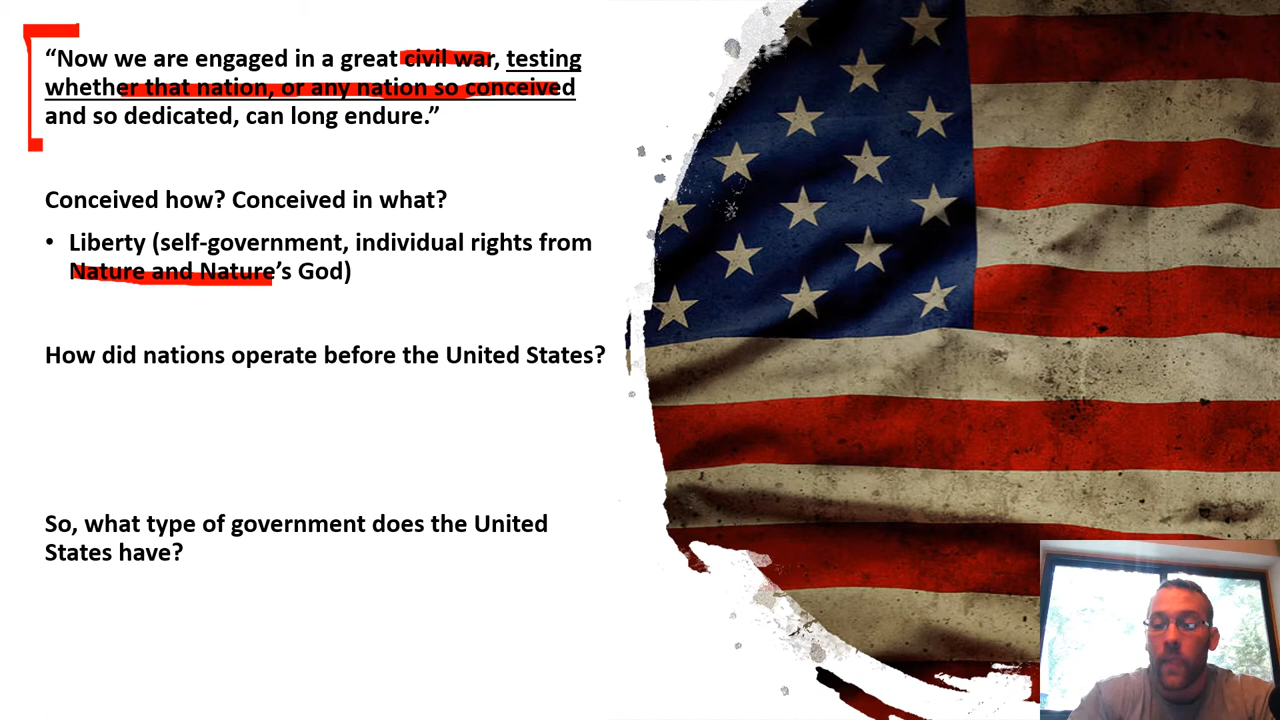 “Now we are engaged in a great civil war, testing
whether that nation, or any nation so conceived
and so dedicated, can long endure.”
Conceived how? Conceived in what?
• Liberty (self-government, individual rights from
Nature and Nature’s God)
How did nations operate before the United States?
So, what type of government does the United
States have?